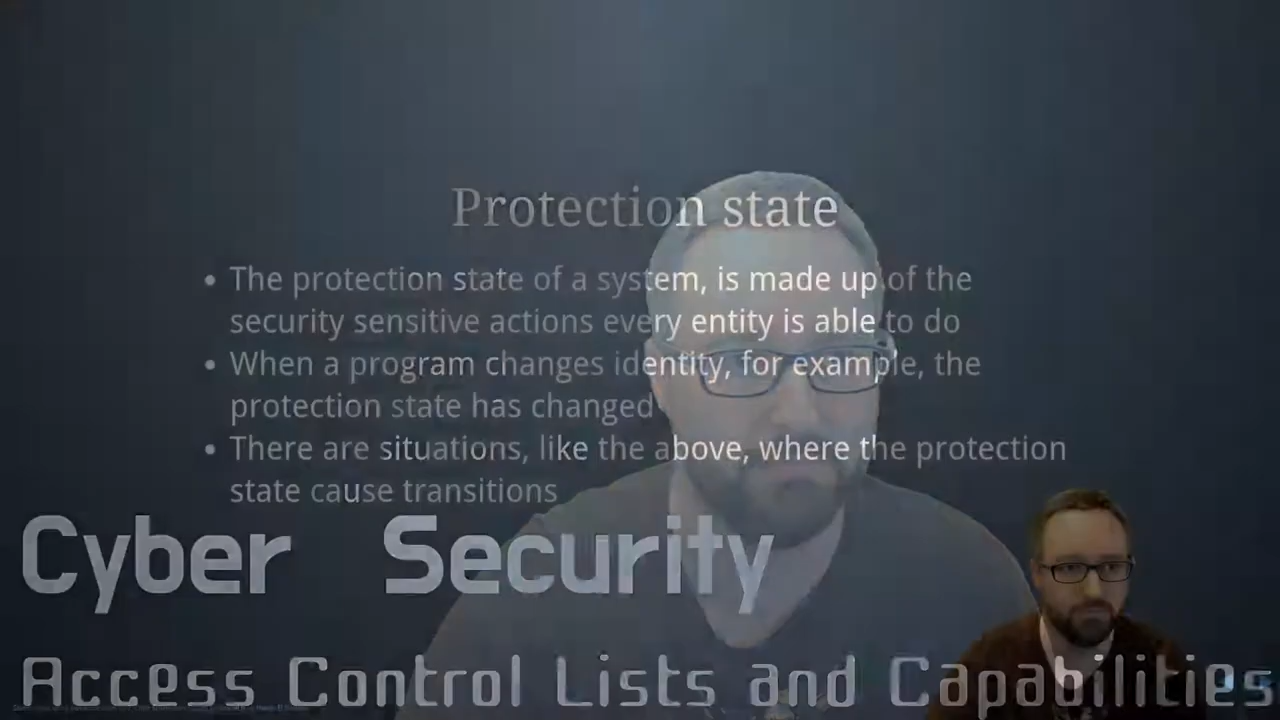 Protection state
• The protection state of a system, is made up of the
security sensitive actions every entity is able to do
• When a program changes identity, for example, the
protection state has changed
• There are situations, like the above, where the protection
state cause transitions
Cyber Security
Access Control Lists and Capabilities